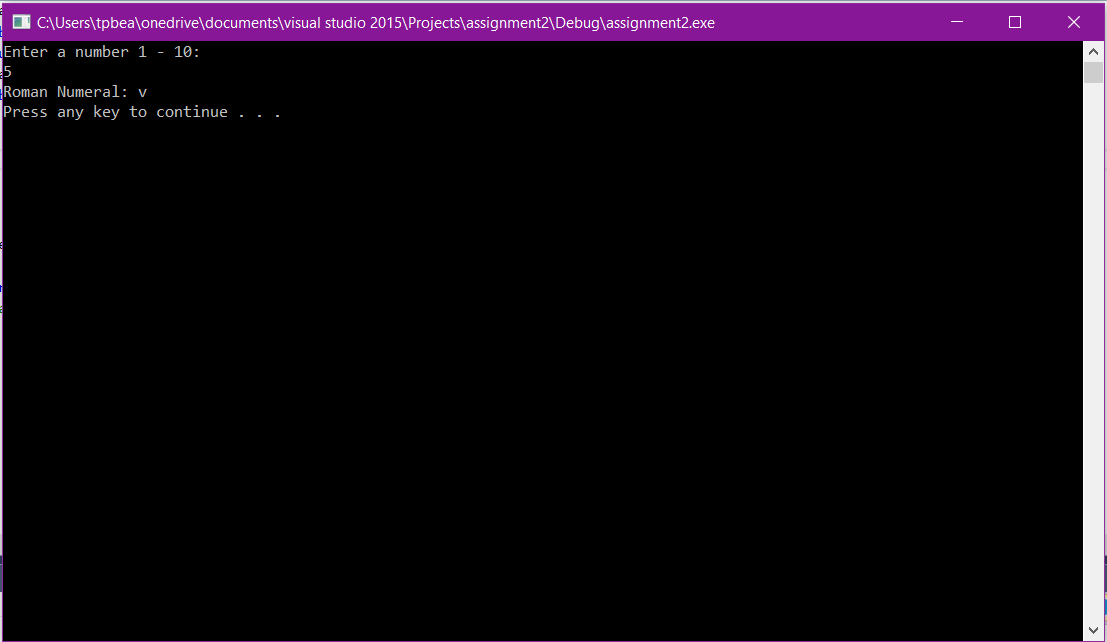 C:\Users\tpbea\onedrive\documents\visual studio 2015\Projects\assignment2\Debug\assignment2.exe
Enter a number 1 - 10:
5
Roman Numeral: v
Press any key to continue . . .